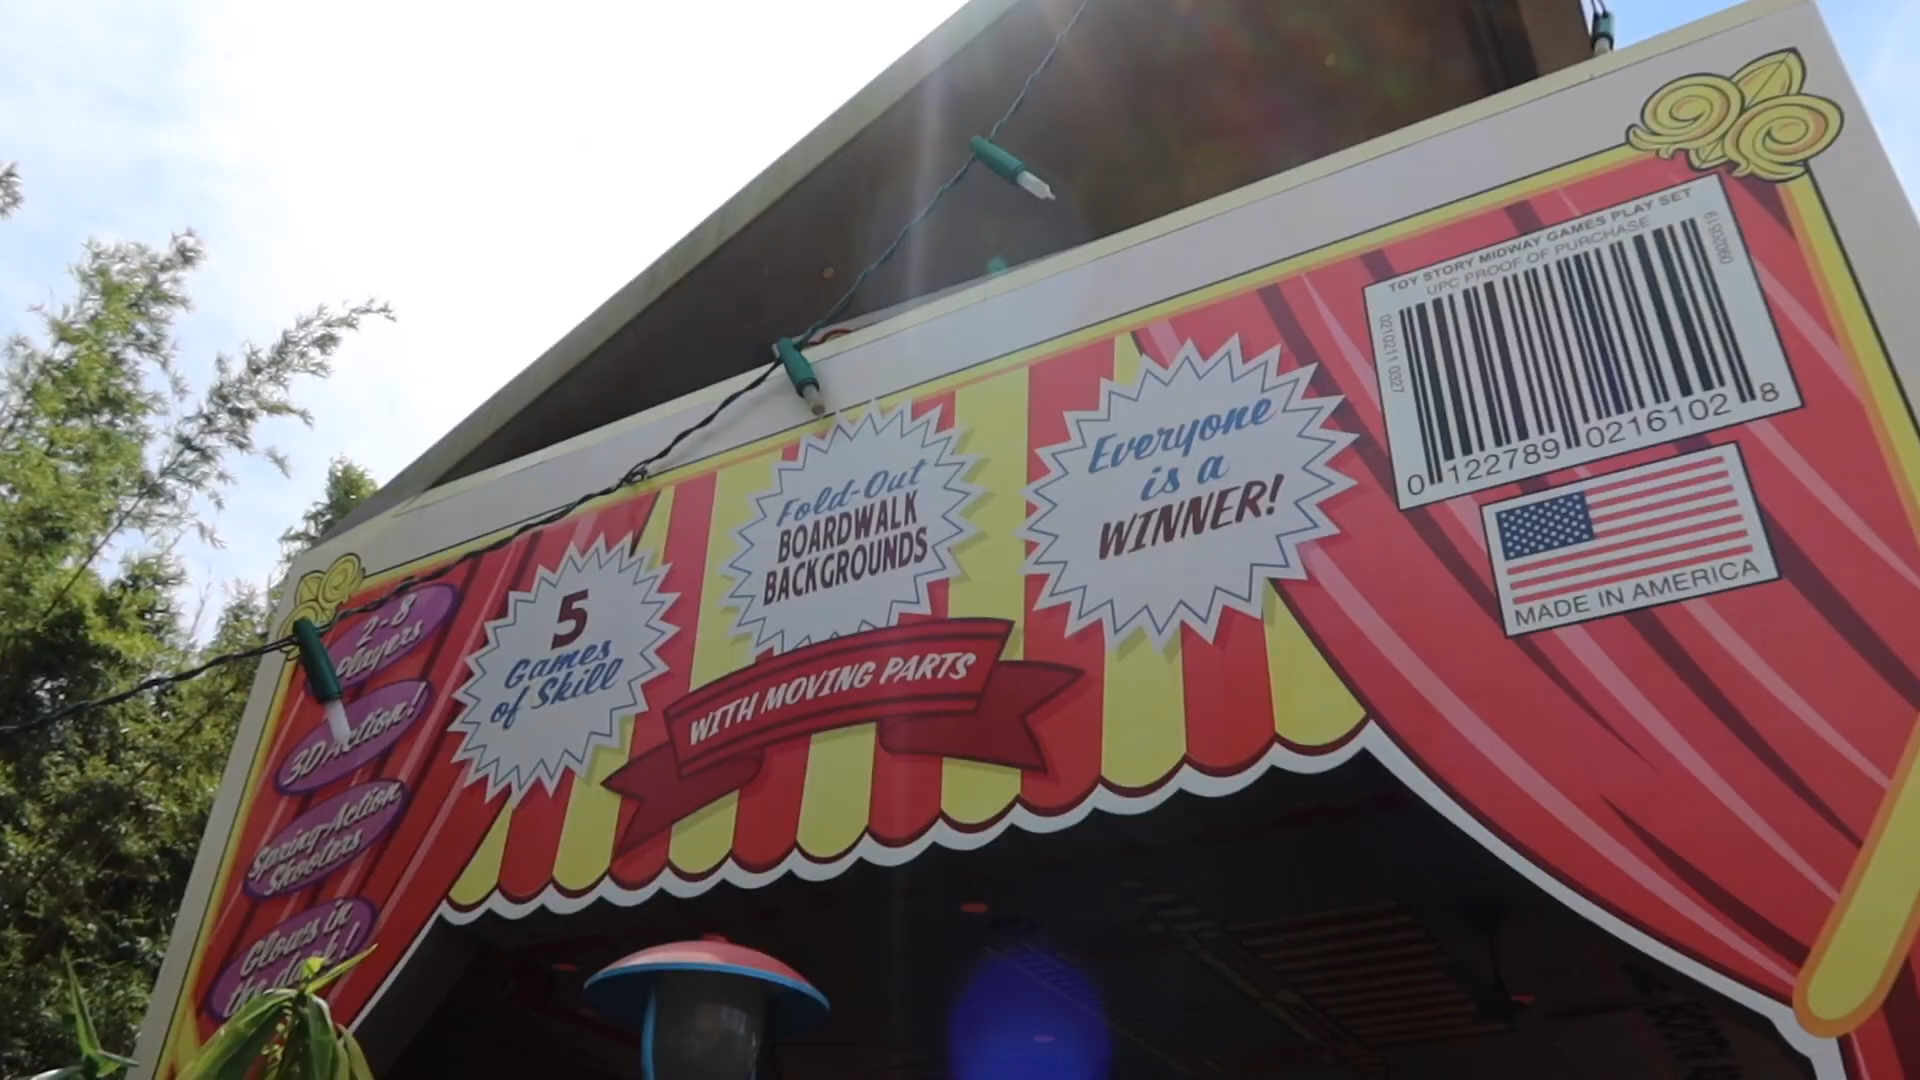 TOY STORY MIDWAY GAMES PLAY SET
UPC PROOF OF PURCHASE
0 122789 0216102 8
MADE IN AMERICA
Everyone
is a
WINNER!
Fold-Out
BOARDWALK
BACKGROUNDS
WITH MOVING PARTS
5
Games
of Skill
2-8
Players
3D Action!
Spring-Action
Shooters
Glows in
the dark!